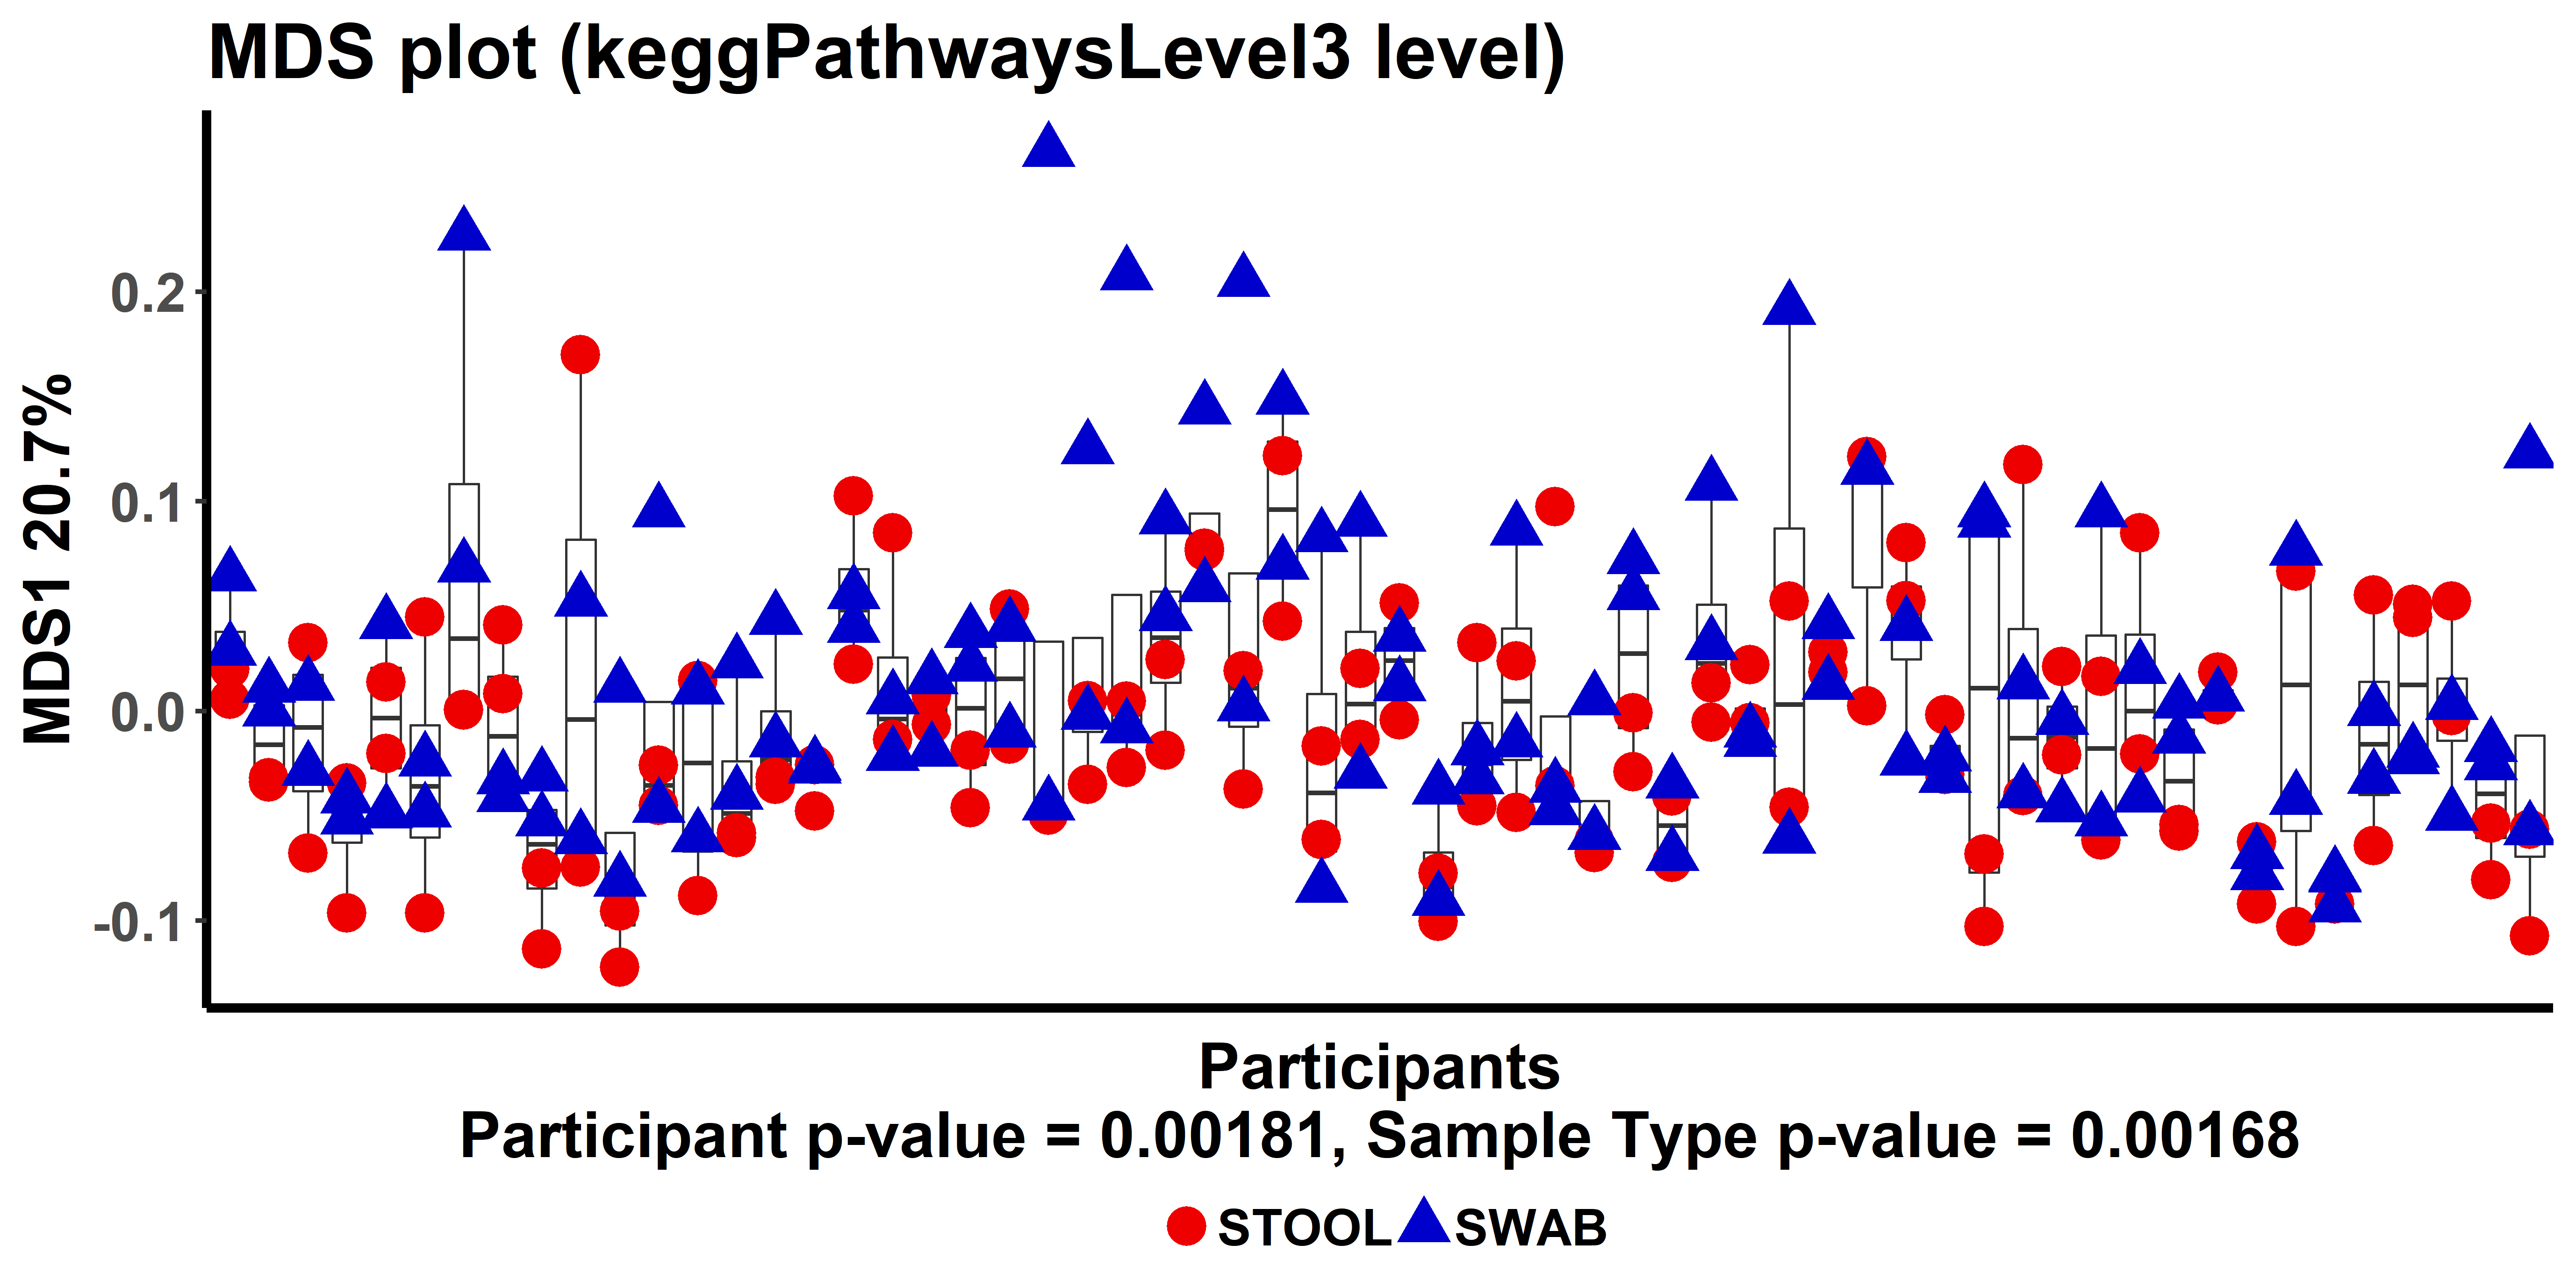 MDS plot (keggPathwaysLevel3 level)
MDS1 20.7%
0.2
0.1
0.0
-0.1
Participants
Participant p-value = 0.00181, Sample Type p-value = 0.00168
STOOL SWAB